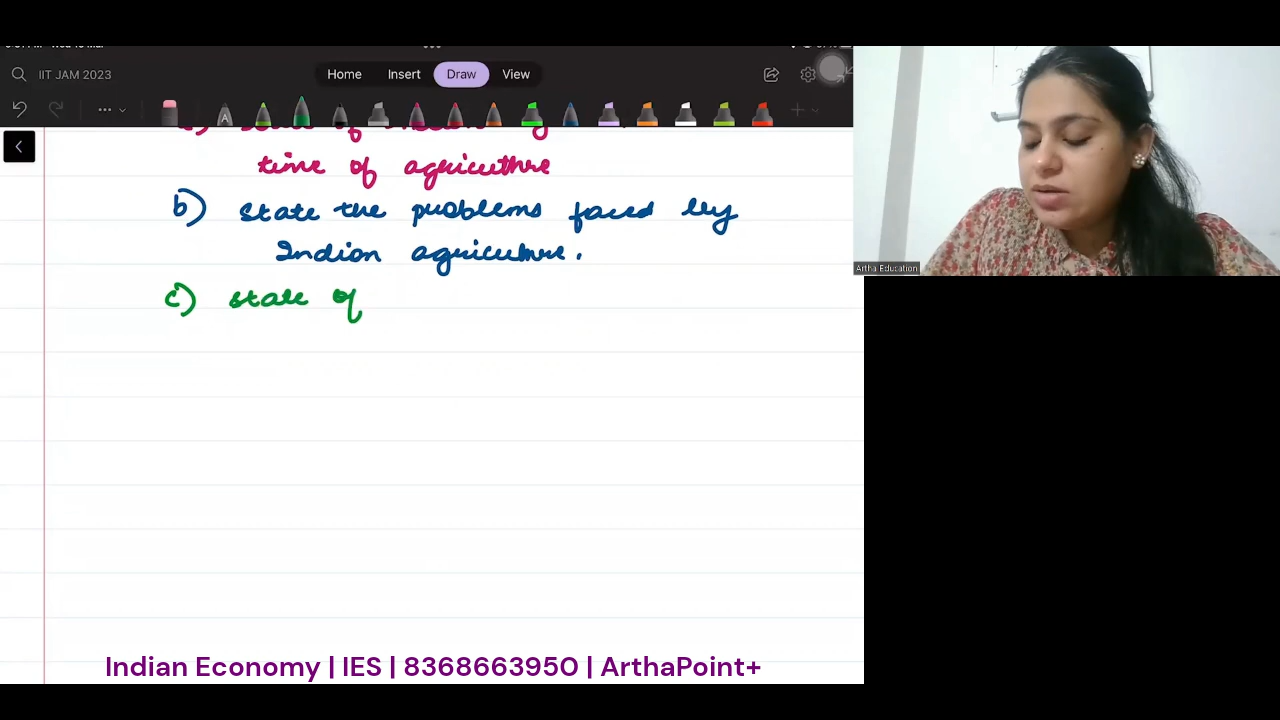 IIT JAM 2023
Home Insert Draw View
time of agriculture
b) state the problems faced by
Indian agriculture.
c) state of
Artha Education
Indian Economy | IES | 8368663950 | ArthaPoint+